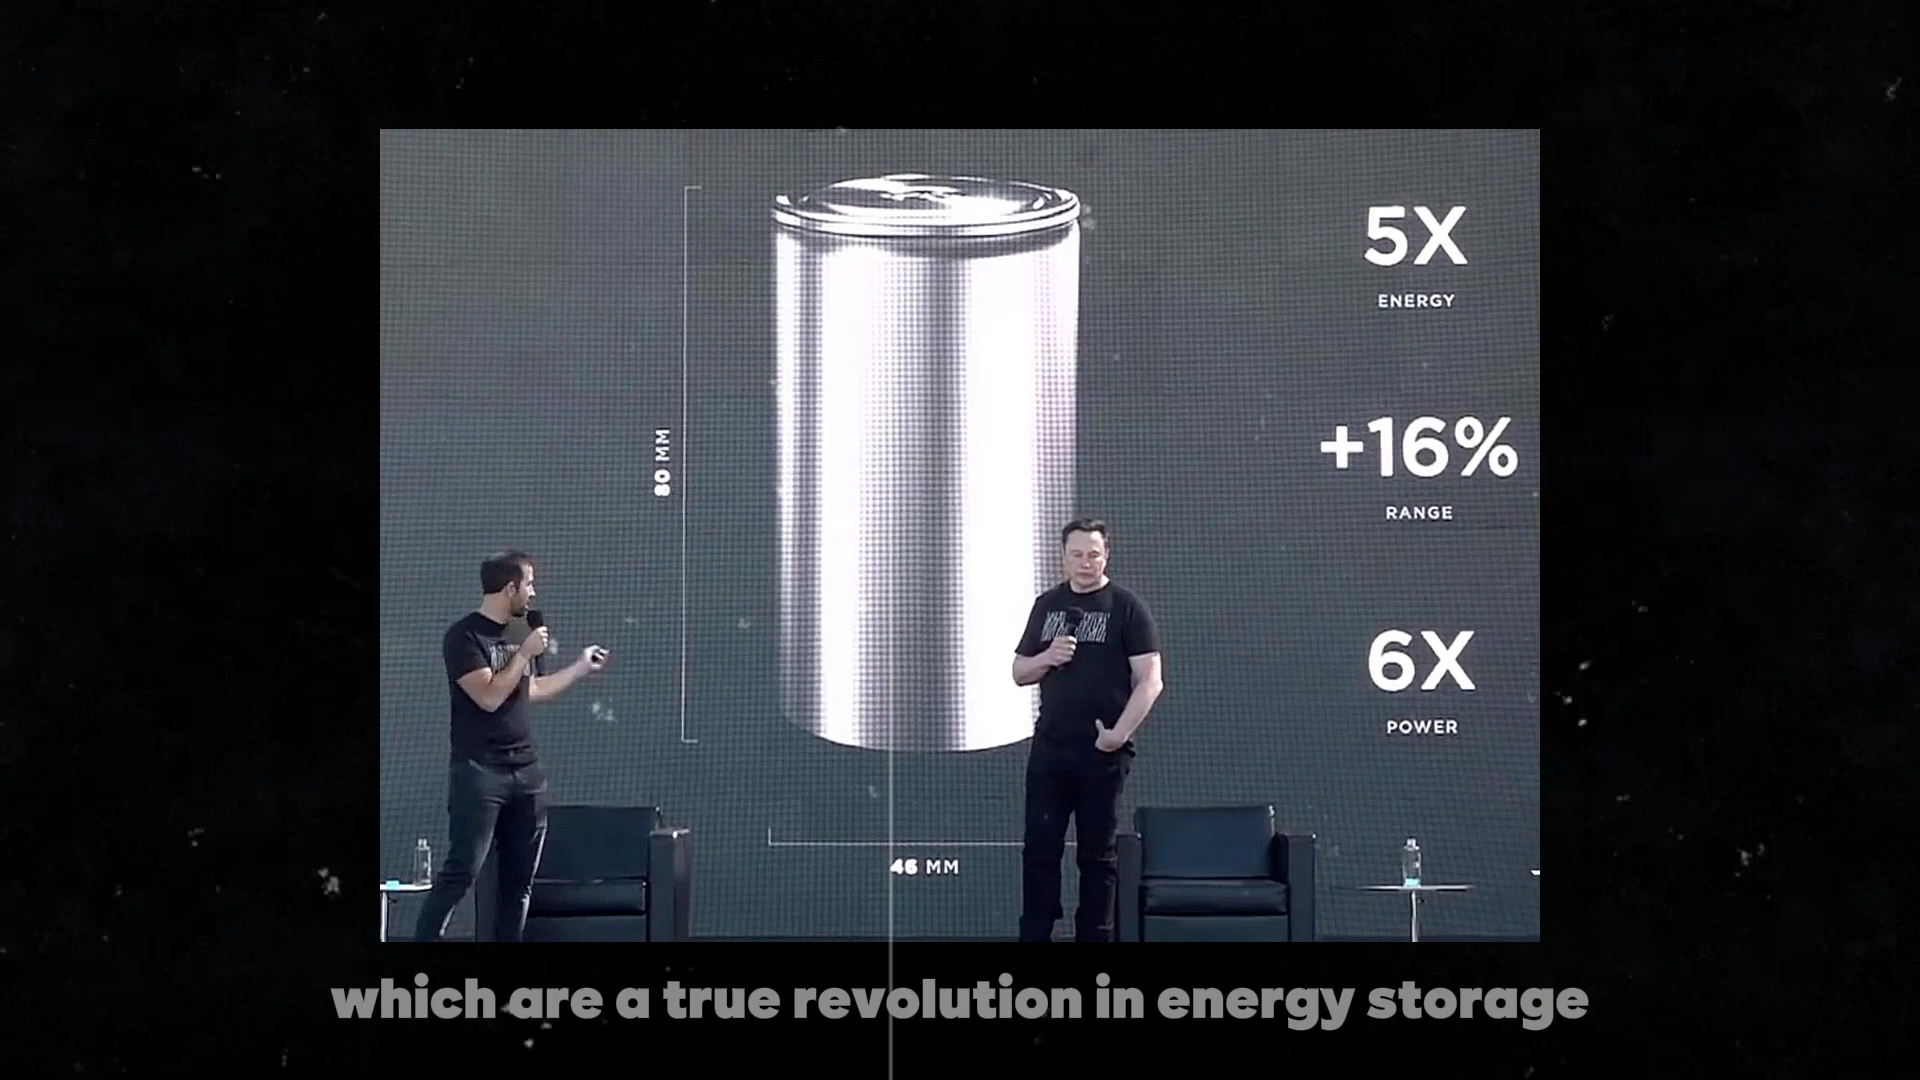 5X
ENERGY
+16%
RANGE
6X
POWER
80 MM
46 MM
which are a true revolution in energy storage